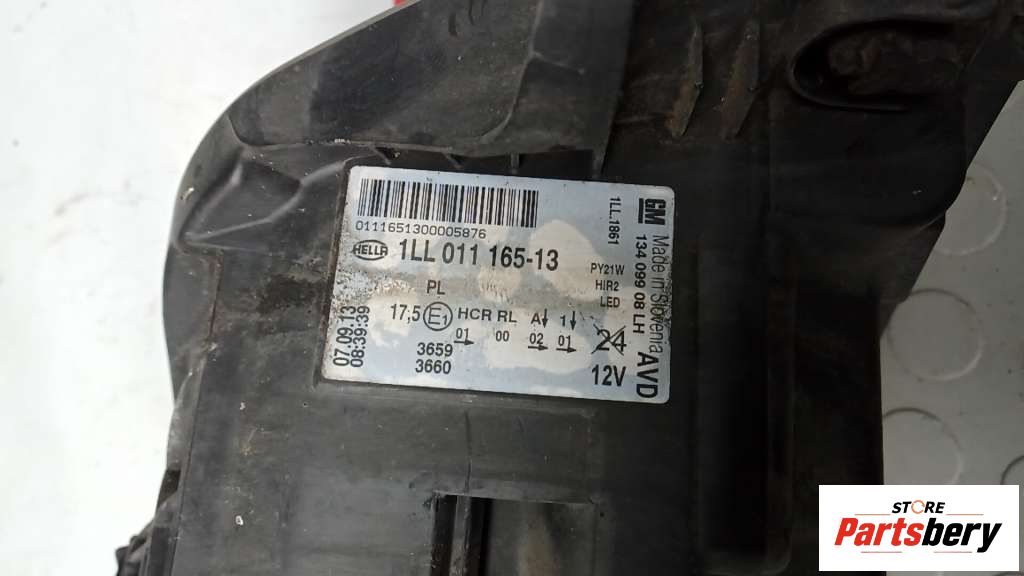 0111651300005876
HELLA 1LL 011 165-13
PL
17,5 E1 HCR RL A 1
01 00 02 01
3659
3660
07.09.13
08:39:39
PY21W
HIR2
LED
12V
1LL.1861
GM 134 099 08 LH AVD
Made in Slovenia
STORE
Partsbery